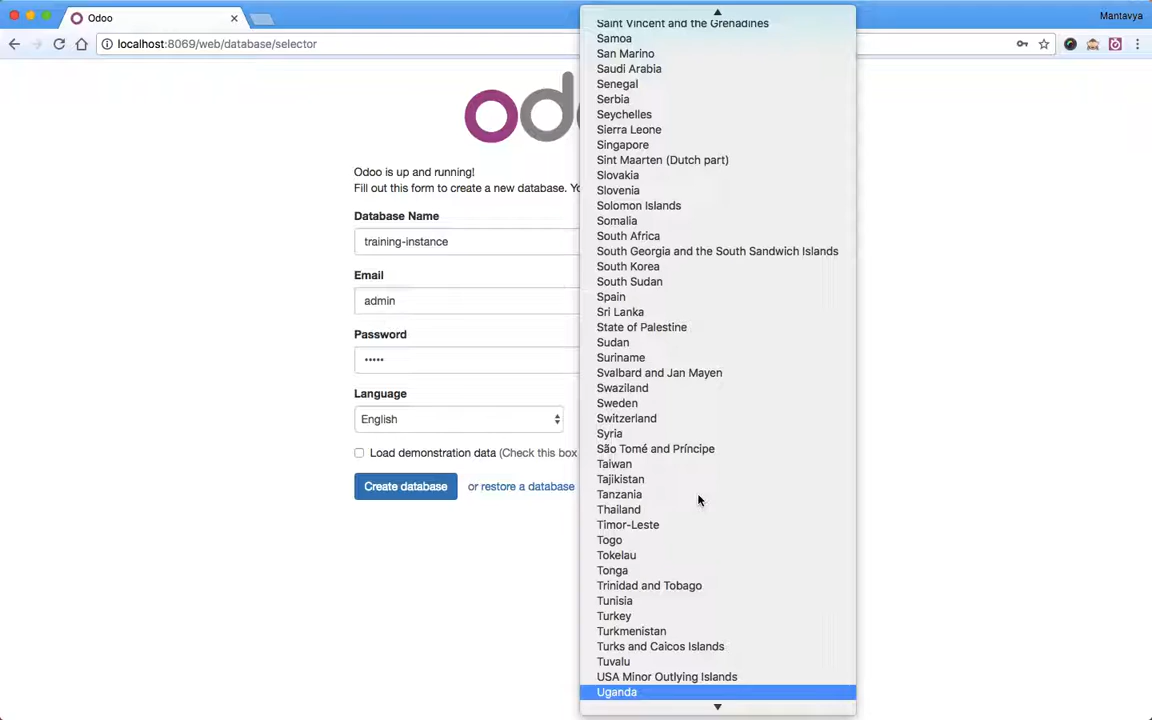 Odoo
Mantavya
localhost:8069/web/database/selector
od
Odoo is up and running!
Fill out this form to create a new database.
Database Name
training-instance
Email
admin
Password
•••••
Language
English
Load demonstration data (Check this box
Create database
or restore a database
Saint Vincent and the Grenadines
Samoa
San Marino
Saudi Arabia
Senegal
Serbia
Seychelles
Sierra Leone
Singapore
Sint Maarten (Dutch part)
Slovakia
Slovenia
Solomon Islands
Somalia
South Africa
South Georgia and the South Sandwich Islands
South Korea
South Sudan
Spain
Sri Lanka
State of Palestine
Sudan
Suriname
Svalbard and Jan Mayen
Swaziland
Sweden
Switzerland
Syria
São Tomé and Príncipe
Taiwan
Tajikistan
Tanzania
Thailand
Timor-Leste
Togo
Tokelau
Tonga
Trinidad and Tobago
Tunisia
Turkey
Turkmenistan
Turks and Caicos Islands
Tuvalu
USA Minor Outlying Islands
Uganda